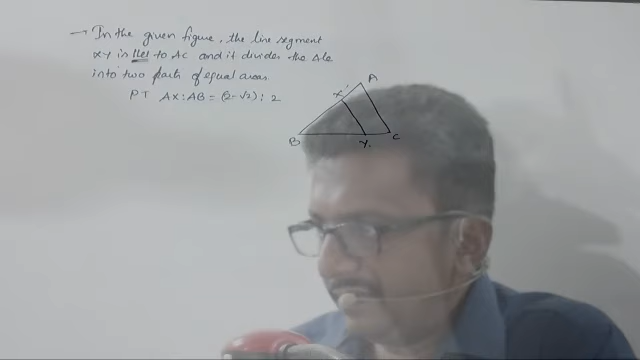 → In the given figure, the line segment
XY is llel to AC and it divides the Δle
into two parts of equal areas.
PT AX:AB = (2-√2): 2
A
X
B
Y
C